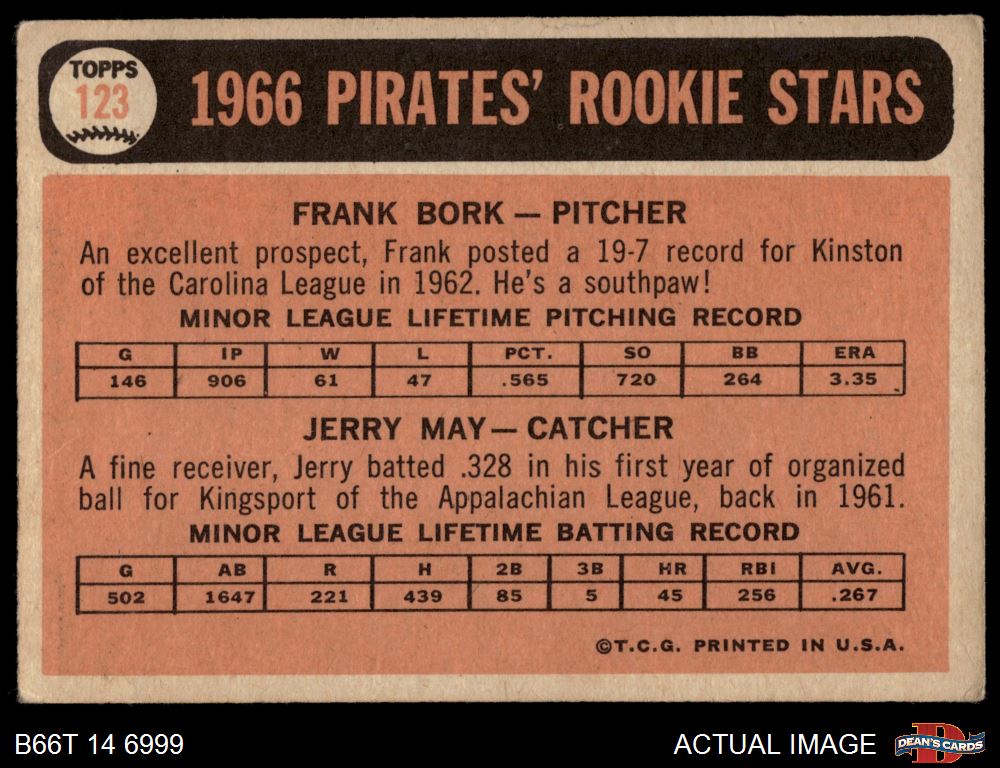 TOPPS
123
1966 PIRATES' ROOKIE STARS
FRANK BORK — PITCHER
An excellent prospect, Frank posted a 19-7 record for Kinston
of the Carolina League in 1962. He's a southpaw!
MINOR LEAGUE LIFETIME PITCHING RECORD
G IP W L PCT. SO BB ERA
146 906 61 47 .565 720 264 3.35
JERRY MAY — CATCHER
A fine receiver, Jerry batted .328 in his first year of organized
ball for Kingsport of the Appalachian League, back in 1961.
MINOR LEAGUE LIFETIME BATTING RECORD
G AB R H 2B 3B HR RBI AVG.
502 1647 221 439 85 5 45 256 .267
©T.C.G. PRINTED IN U.S.A.
B66T 14 6999
ACTUAL IMAGE
D
DEAN'S CARDS